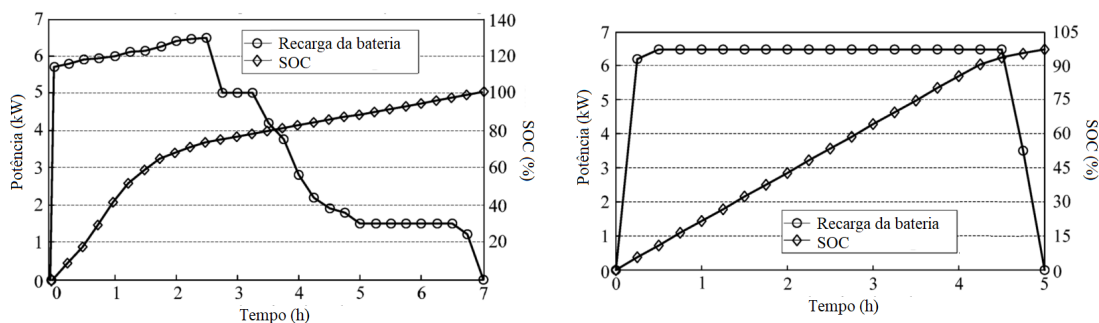 7
6
5
4
3
2
1
0
Potência (kW)
140
120
100
80
60
40
20
SOC (%)
Recarga da bateria
SOC
0 1 2 3 4 5 6 7
Tempo (h)
7
6
5
4
3
2
1
0
Potência (kW)
105
90
75
60
45
30
15
0
SOC (%)
Recarga da bateria
SOC
0 1 2 3 4 5
Tempo (h)